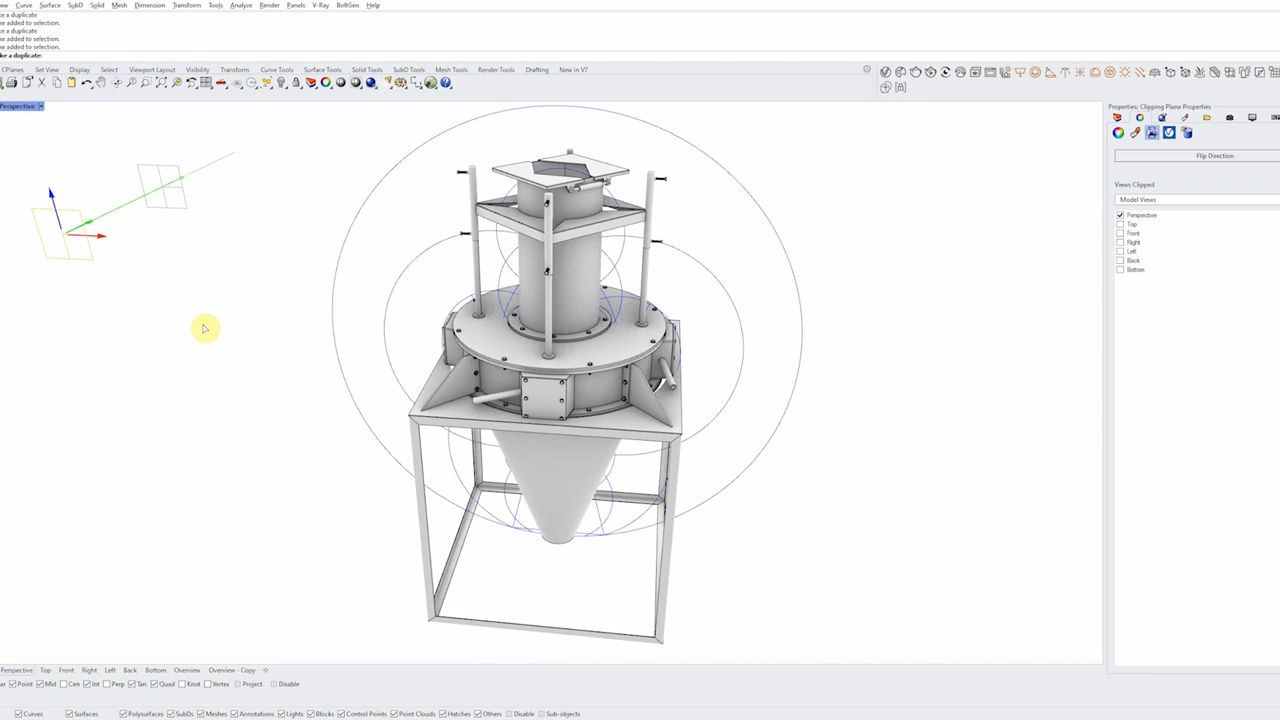 ew Curve Surface SubD Solid Mesh Dimension Transform Tools Analyze Render Panels V-Ray BoltGen Help
ke a duplicate
ne added to selection.
ke a duplicate
ne added to selection.
ne added to selection.
ke a duplicate:
CPlanes Set View Display Select Viewport Layout Visibility Transform Curve Tools Surface Tools Solid Tools SubD Tools Mesh Tools Render Tools Drafting New in V7
Perspective
Properties: Clipping Plane Properties
Flip Direction
Views Clipped
Model Views
Perspective
Top
Front
Right
Left
Back
Bottom
Perspective Top Front Right Left Back Bottom Overview Overview - Copy
ar Point Mid Cen Int Perp Tan Quad Knot Vertex Project Disable
Curves Surfaces Polysurfaces SubDs Meshes Annotations Lights Blocks Control Points Point Clouds Hatches Others Disable Sub-objects